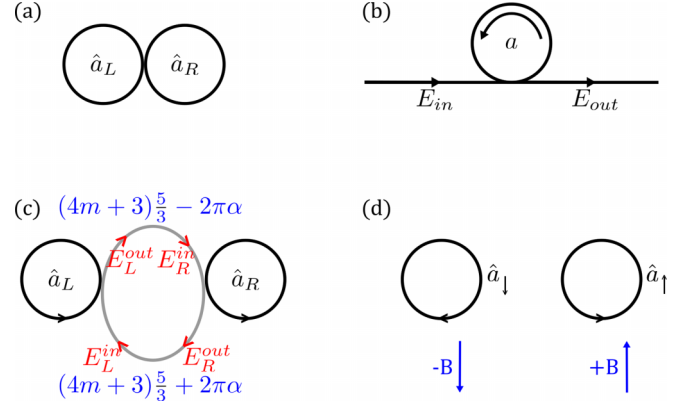 (a)
(b)
â_L
â_R
a
E_in
E_out
(c)
(d)
(4m + 3)5/3 − 2πα
â_L
E_L^out
E_R^in
â_R
â_↓
â_↑
E_L^in
E_R^out
-B
+B
(4m + 3)5/3 + 2πα